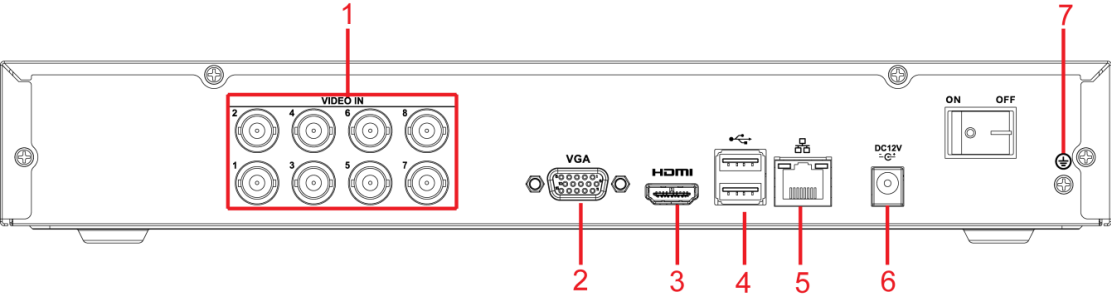 1
7
VIDEO IN
2 4 6 8
1 3 5 7
VGA
HDMI
DC12V
ON OFF
2 3 4 5 6